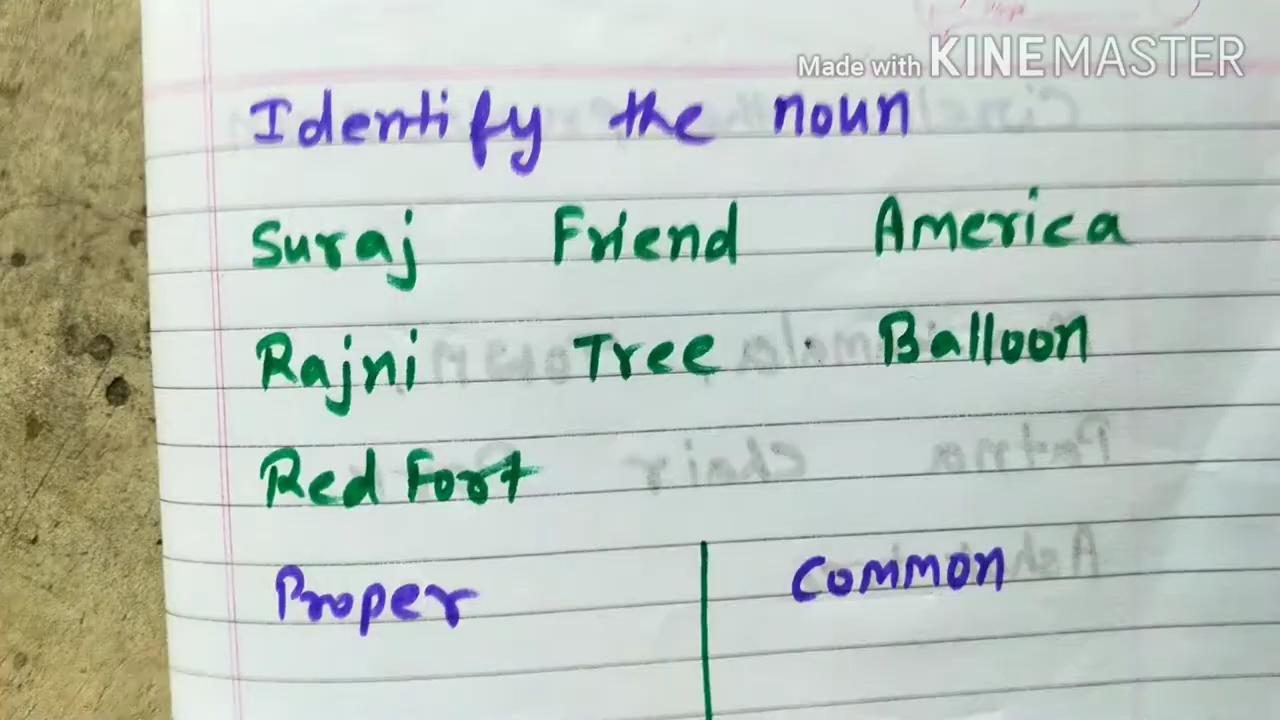 Made with KINEMASTER
Identify the noun
Suraj Friend America
Rajni Tree Balloon
Red Fort
Proper Common